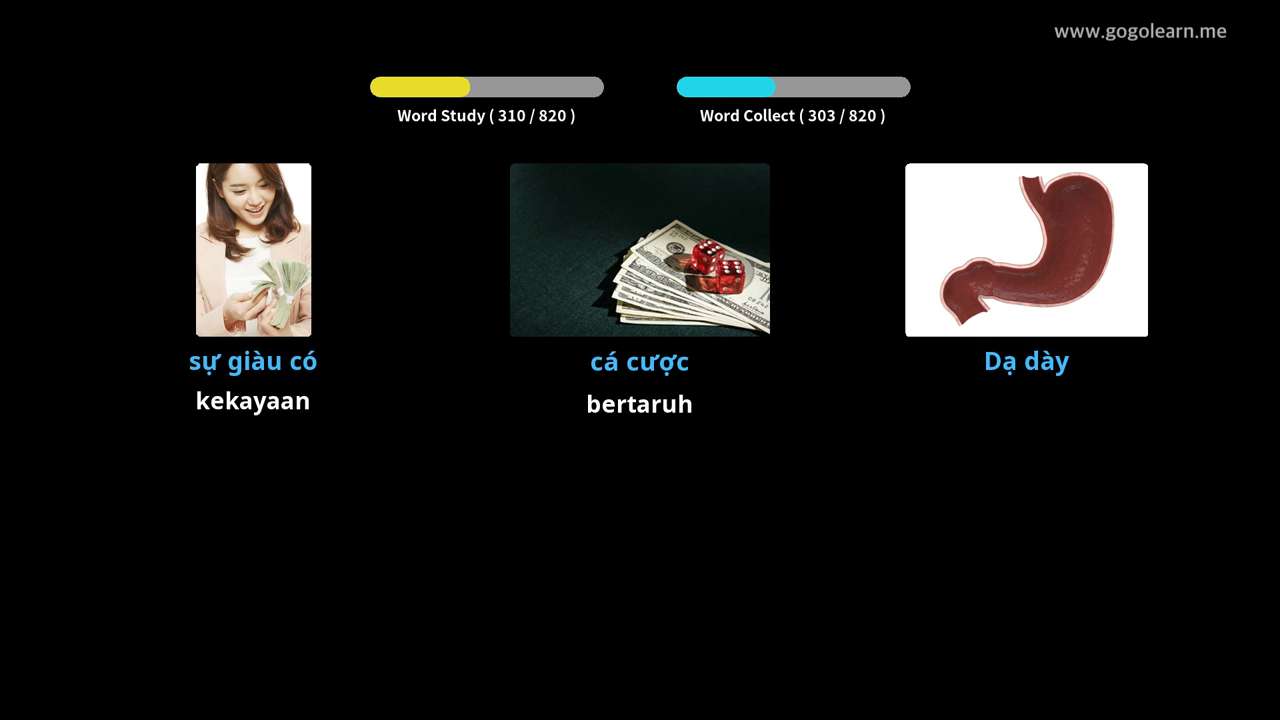 www.gogolearn.me
Word Study ( 310 / 820 )
Word Collect ( 303 / 820 )
sự giàu có
cá cược
Dạ dày
kekayaan
bertaruh